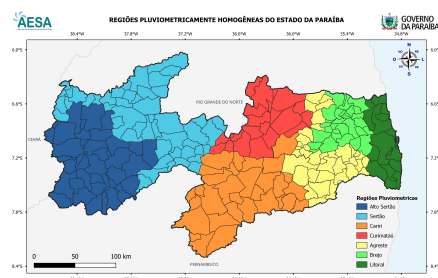 AESA
REGIÕES PLUVIOMETRICAMENTE HOMOGÊNEAS DO ESTADO DA PARAÍBA
GOVERNO
DA PARAÍBA
38.4°W
37.8°W
37.2°W
36.6°W
36.0°W
35.4°W
34.8°W
6.0°S
6.6°S
7.2°S
7.8°S
8.4°S
N
O
L
S
RIO GRANDE DO NORTE
CEARÁ
PERNAMBUCO
Regiões Pluviometricas
Alto Sertão
Sertão
Cariri
Curimataú
Agreste
Brejo
Litoral
0 50 100 km